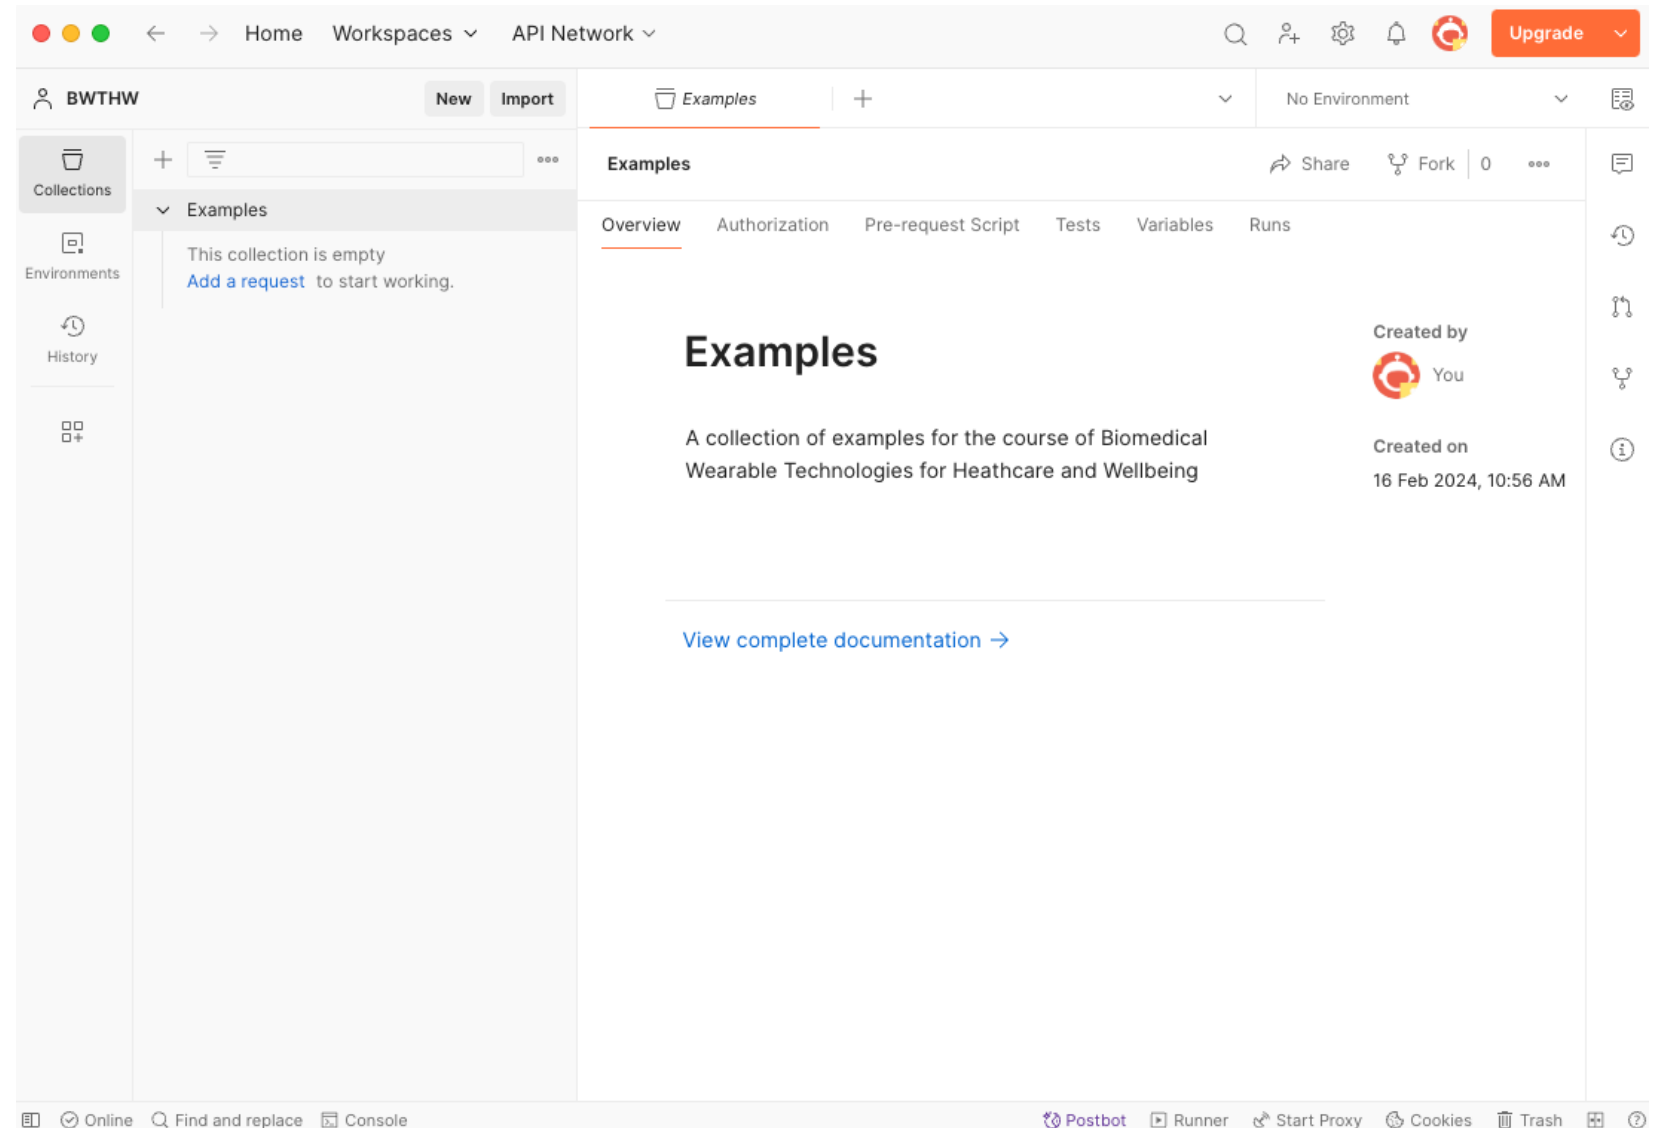 Home Workspaces API Network Upgrade
BWTHW New Import Examples No Environment
Collections
Examples
Share Fork 0
Examples
Overview Authorization Pre-request Script Tests Variables Runs
This collection is empty
Add a request to start working.
Environments
History
Examples
A collection of examples for the course of Biomedical
Wearable Technologies for Heathcare and Wellbeing
Created by
You
Created on
16 Feb 2024, 10:56 AM
View complete documentation →
Online Find and replace Console Postbot Runner Start Proxy Cookies Trash